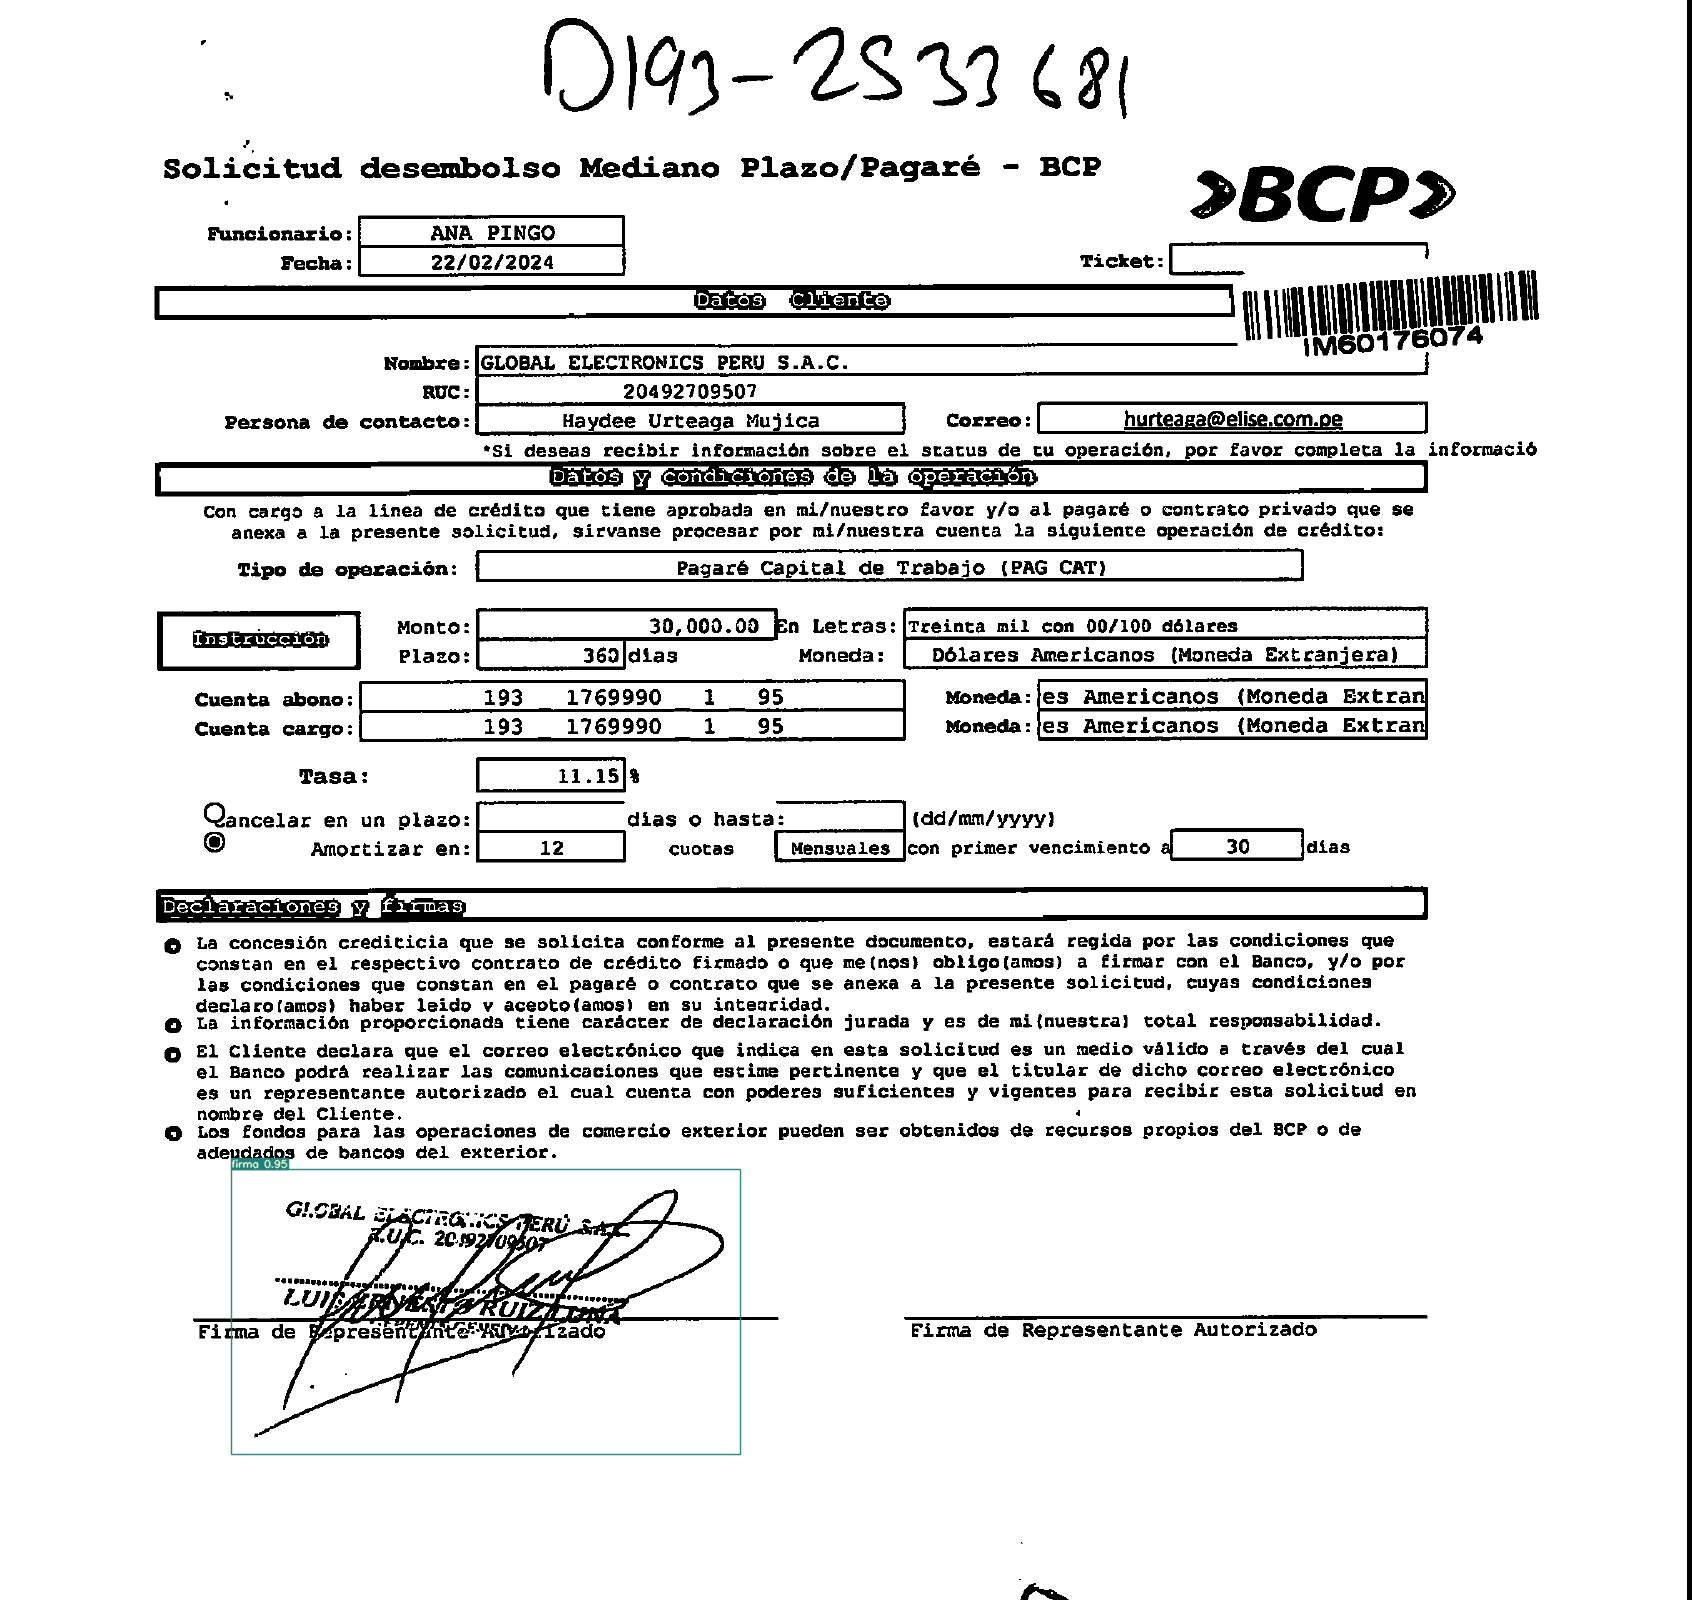 D193-2533681
Solicitud desembolso Mediano Plazo/Pagaré - BCP
BCP
Funcionario: ANA PINGO
Fecha: 22/02/2024
Ticket:
Datos Cliente
IM60176074
Nombre: GLOBAL ELECTRONICS PERU S.A.C.
RUC: 20492709507
Persona de contacto: Haydee Urteaga Mujica Correo: hurteaga@elise.com.pe
*Si deseas recibir información sobre el status de tu operación, por favor completa la informació
Datos y condiciones de la operación
Con cargo a la linea de crédito que tiene aprobada en mi/nuestro favor y/o al pagaré o contrato privado que se
anexa a la presente solicitud, sirvanse procesar por mi/nuestra cuenta la siguiente operación de crédito:
Tipo de operación: Pagaré Capital de Trabajo (PAG CAT)
Instrucción
Monto: 30,000.00 En Letras: Treinta mil con 00/100 dólares
Plazo: 360 dias Moneda: Dólares Americanos (Moneda Extranjera)
Cuenta abono: 193 1769990 1 95 Moneda: es Americanos (Moneda Extran
Cuenta cargo: 193 1769990 1 95 Moneda: es Americanos (Moneda Extran
Tasa: 11.15 %
Cancelar en un plazo: dias o hasta: (dd/mm/yyyy)
Amortizar en: 12 cuotas Mensuales con primer vencimiento a 30 dias
Declaraciones y firmas
La concesión crediticia que se solicita conforme al presente documento, estará regida por las condiciones que
constan en el respectivo contrato de crédito firmado o que me(nos) obligo(amos) a firmar con el Banco, y/o por
las condiciones que constan en el pagaré o contrato que se anexa a la presente solicitud, cuyas condiciones
declaro(amos) haber leido y acepto(amos) en su integridad.
La información proporcionada tiene carácter de declaración jurada y es de mi(nuestra) total responsabilidad.
El Cliente declara que el correo electrónico que indica en esta solicitud es un medio válido a través del cual
el Banco podrá realizar las comunicaciones que estime pertinente y que el titular de dicho correo electrónico
es un representante autorizado el cual cuenta con poderes suficientes y vigentes para recibir esta solicitud en
nombre del Cliente.
Los fondos para las operaciones de comercio exterior pueden ser obtenidos de recursos propios del BCP o de
adeudados de bancos del exterior.
firma 0.95
GLOBAL ELECTRONICS PERÚ S.A.C.
R.U.C. 20492709507
LUIS ERNESTO RUIZ LUNA
Firma de Representante Autorizado
Firma de Representante Autorizado